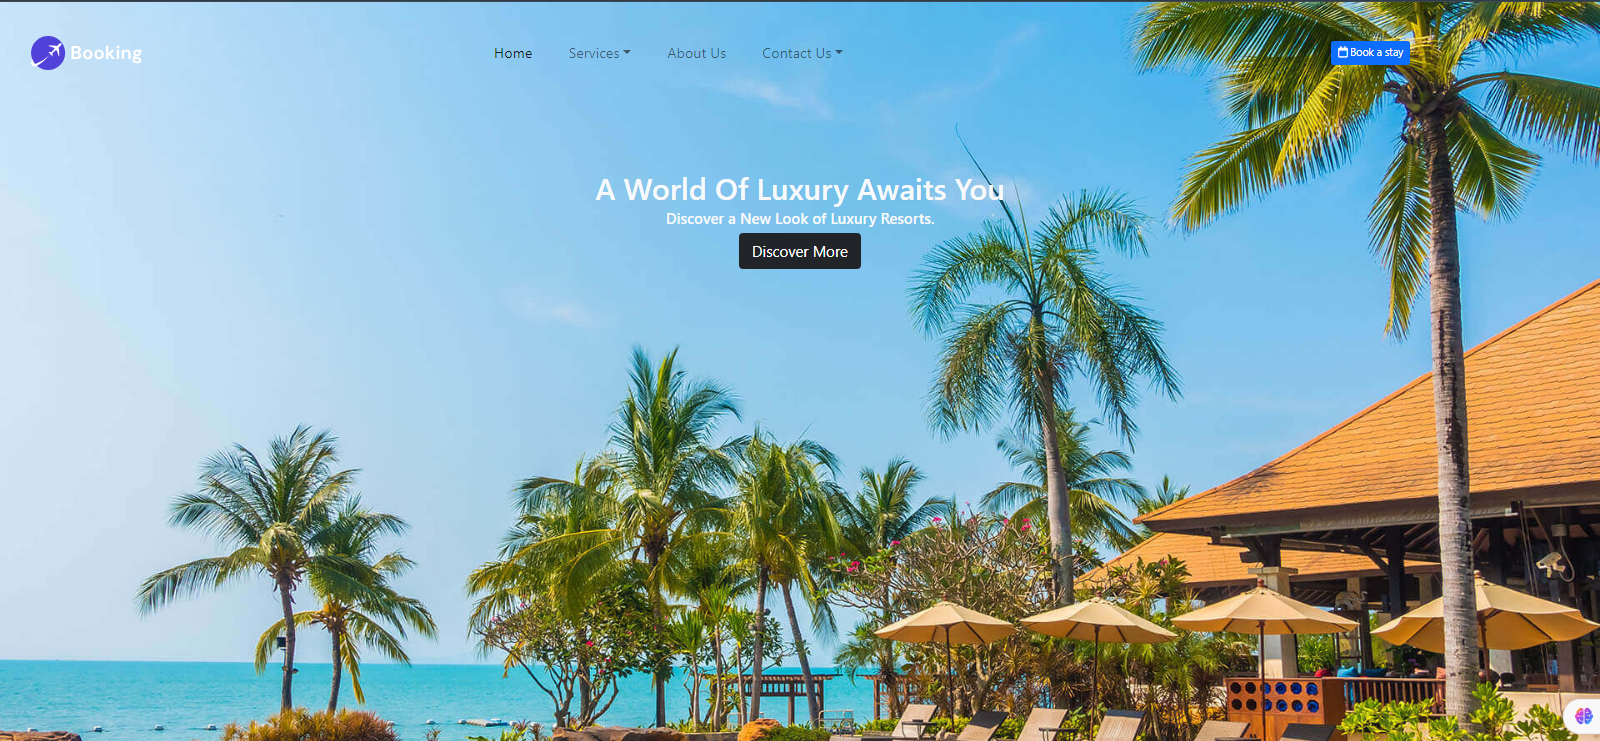 Booking
Home
Services
About Us
Contact Us
Book a stay
A World Of Luxury Awaits You
Discover a New Look of Luxury Resorts.
Discover More